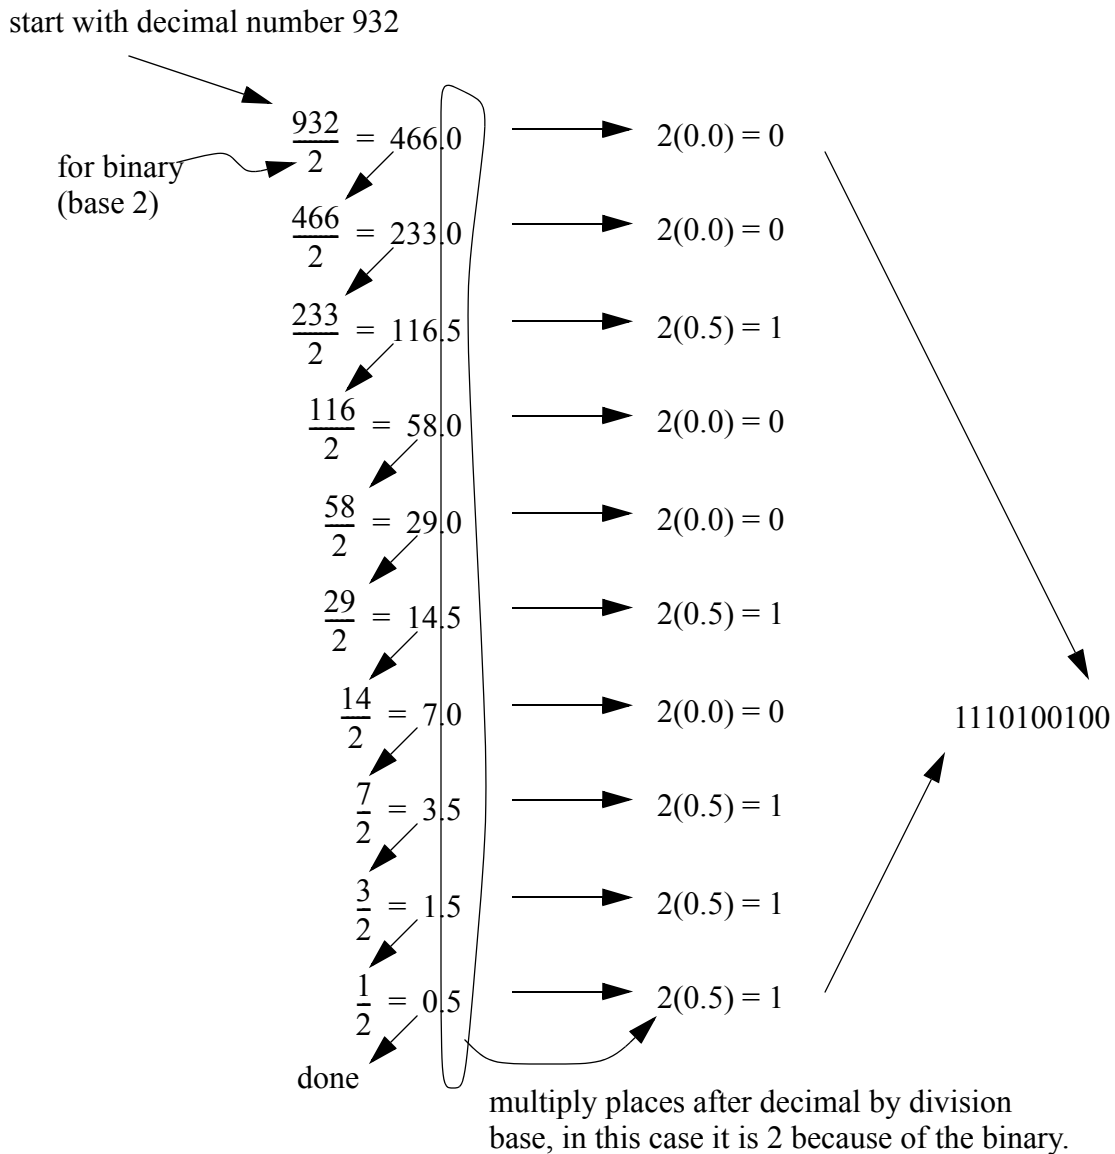 start with decimal number 932
932/2 = 466.0 2(0.0) = 0
for binary
(base 2)
466/2 = 233.0 2(0.0) = 0
233/2 = 116.5 2(0.5) = 1
116/2 = 58.0 2(0.0) = 0
58/2 = 29.0 2(0.0) = 0
29/2 = 14.5 2(0.5) = 1
14/2 = 7.0 2(0.0) = 0
1110100100
7/2 = 3.5 2(0.5) = 1
3/2 = 1.5 2(0.5) = 1
1/2 = 0.5 2(0.5) = 1
done
multiply places after decimal by division
base, in this case it is 2 because of the binary.